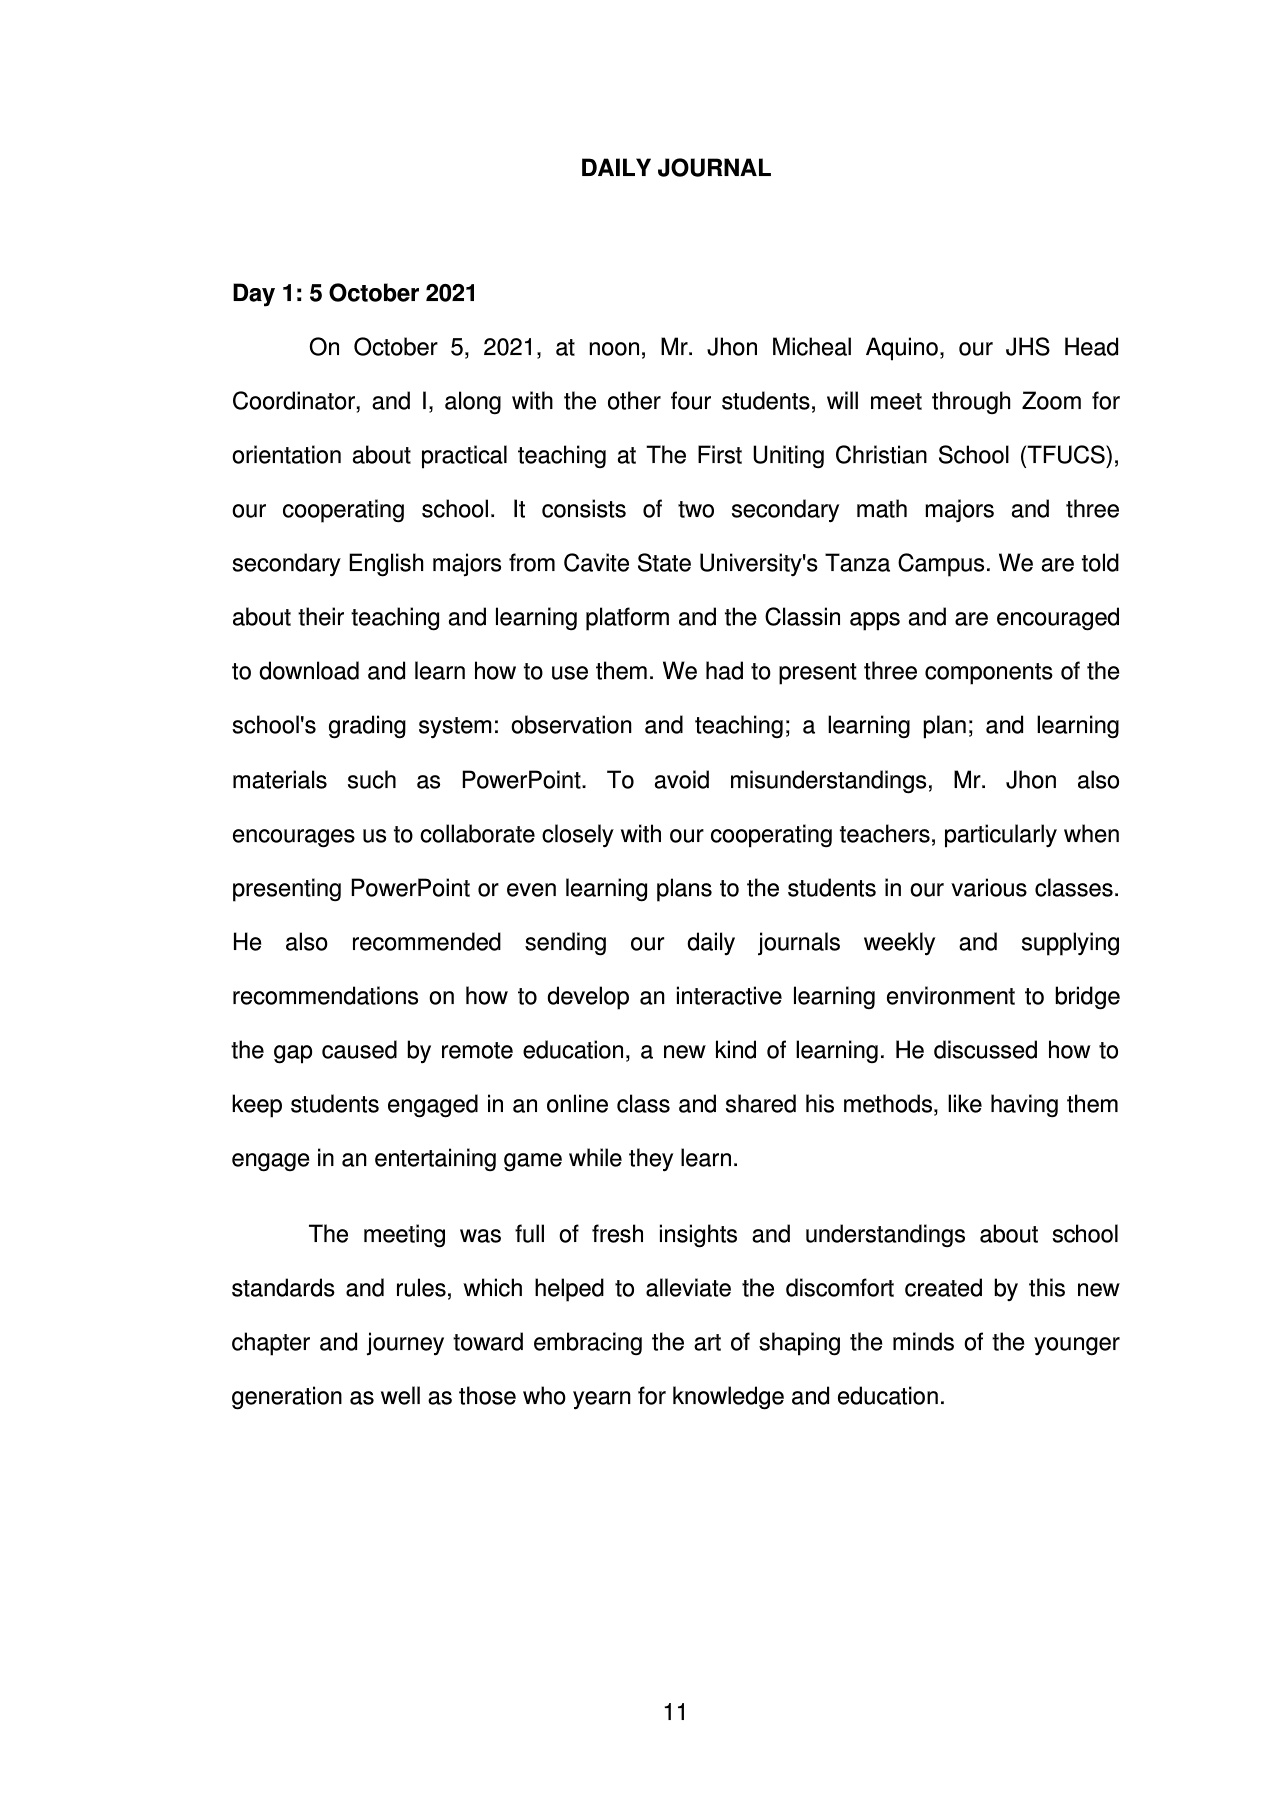 DAILY JOURNAL
Day 1: 5 October 2021
On October 5, 2021, at noon, Mr. Jhon Micheal Aquino, our JHS Head
Coordinator, and I, along with the other four students, will meet through Zoom for
orientation about practical teaching at The First Uniting Christian School (TFUCS),
our cooperating school. It consists of two secondary math majors and three
secondary English majors from Cavite State University's Tanza Campus. We are told
about their teaching and learning platform and the Classin apps and are encouraged
to download and learn how to use them. We had to present three components of the
school's grading system: observation and teaching; a learning plan; and learning
materials such as PowerPoint. To avoid misunderstandings, Mr. Jhon also
encourages us to collaborate closely with our cooperating teachers, particularly when
presenting PowerPoint or even learning plans to the students in our various classes.
He also recommended sending our daily journals weekly and supplying
recommendations on how to develop an interactive learning environment to bridge
the gap caused by remote education, a new kind of learning. He discussed how to
keep students engaged in an online class and shared his methods, like having them
engage in an entertaining game while they learn.
The meeting was full of fresh insights and understandings about school
standards and rules, which helped to alleviate the discomfort created by this new
chapter and journey toward embracing the art of shaping the minds of the younger
generation as well as those who yearn for knowledge and education.
11